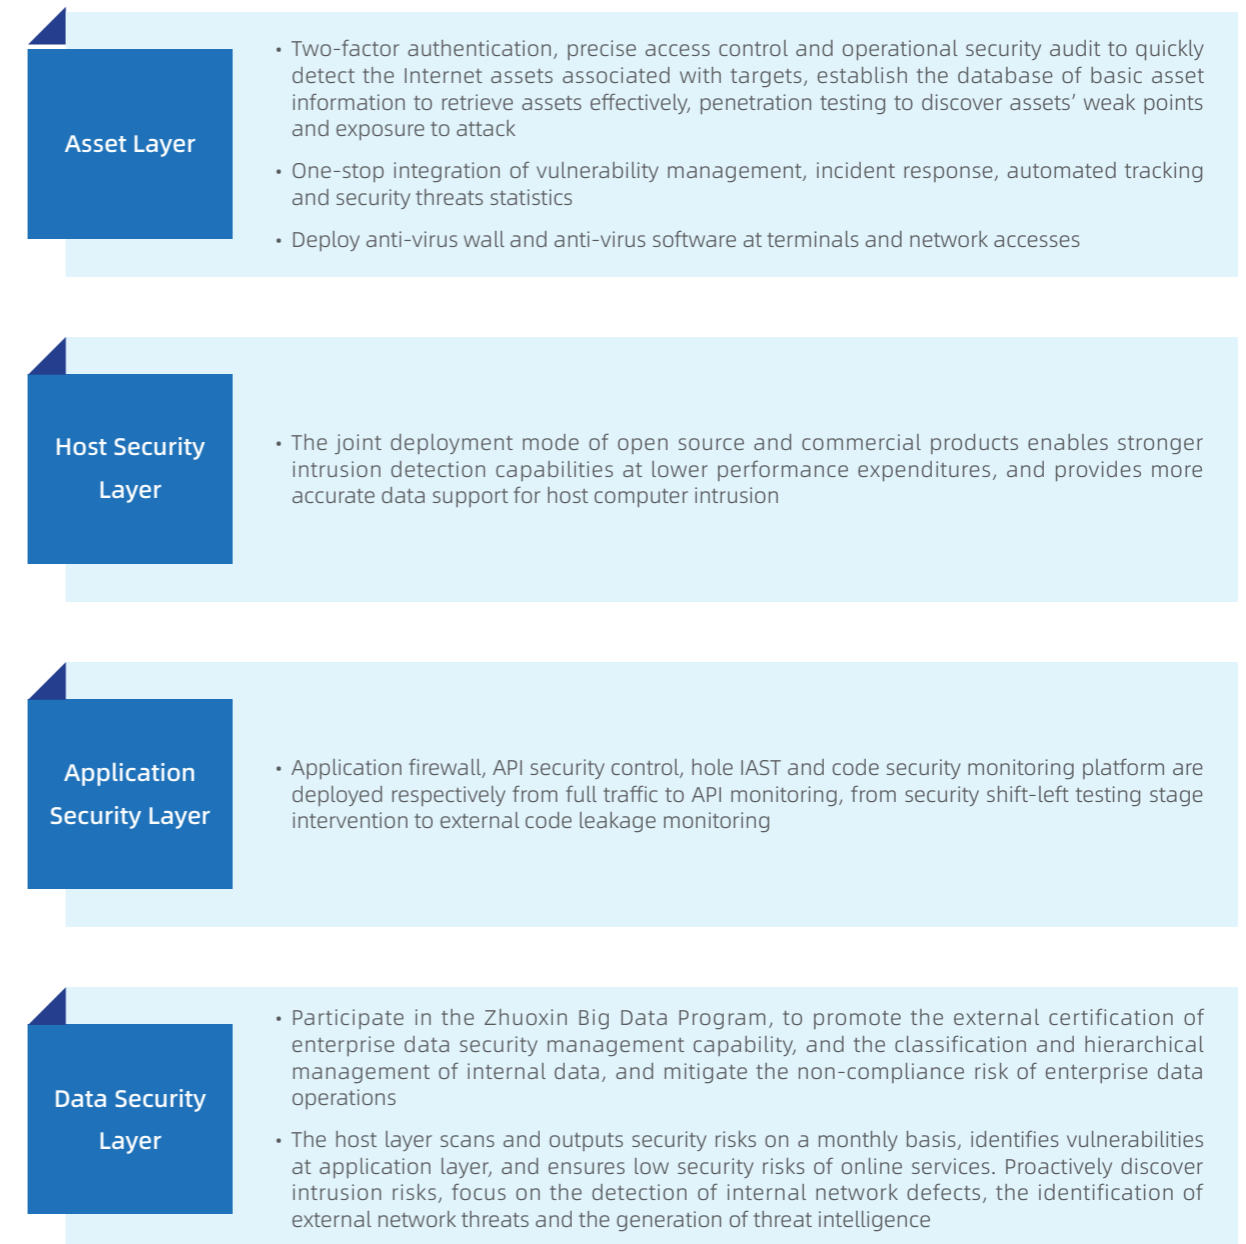 Asset Layer
• Two-factor authentication, precise access control and operational security audit to quickly
detect the Internet assets associated with targets, establish the database of basic asset
information to retrieve assets effectively, penetration testing to discover assets’ weak points
and exposure to attack
• One-stop integration of vulnerability management, incident response, automated tracking
and security threats statistics
• Deploy anti-virus wall and anti-virus software at terminals and network accesses
Host Security
Layer
• The joint deployment mode of open source and commercial products enables stronger
intrusion detection capabilities at lower performance expenditures, and provides more
accurate data support for host computer intrusion
Application
Security Layer
• Application firewall, API security control, hole IAST and code security monitoring platform are
deployed respectively from full traffic to API monitoring, from security shift-left testing stage
intervention to external code leakage monitoring
Data Security
Layer
• Participate in the Zhuoxin Big Data Program, to promote the external certification of
enterprise data security management capability, and the classification and hierarchical
management of internal data, and mitigate the non-compliance risk of enterprise data
operations
• The host layer scans and outputs security risks on a monthly basis, identifies vulnerabilities
at application layer, and ensures low security risks of online services. Proactively discover
intrusion risks, focus on the detection of internal network defects, the identification of
external network threats and the generation of threat intelligence